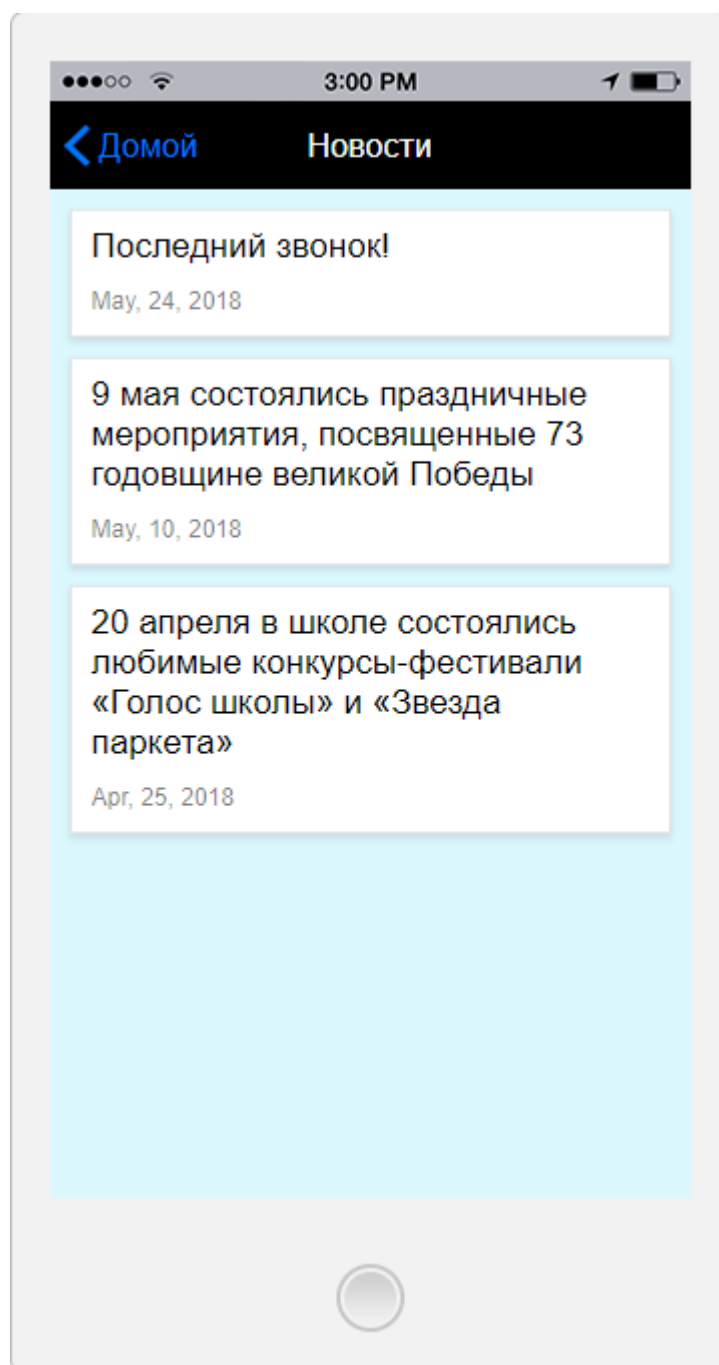 3:00 PM
Домой
Новости
Последний звонок!
May, 24, 2018
9 мая состоялись праздничные
мероприятия, посвященные 73
годовщине великой Победы
May, 10, 2018
20 апреля в школе состоялись
любимые конкурсы-фестивали
«Голос школы» и «Звезда
паркета»
Apr, 25, 2018